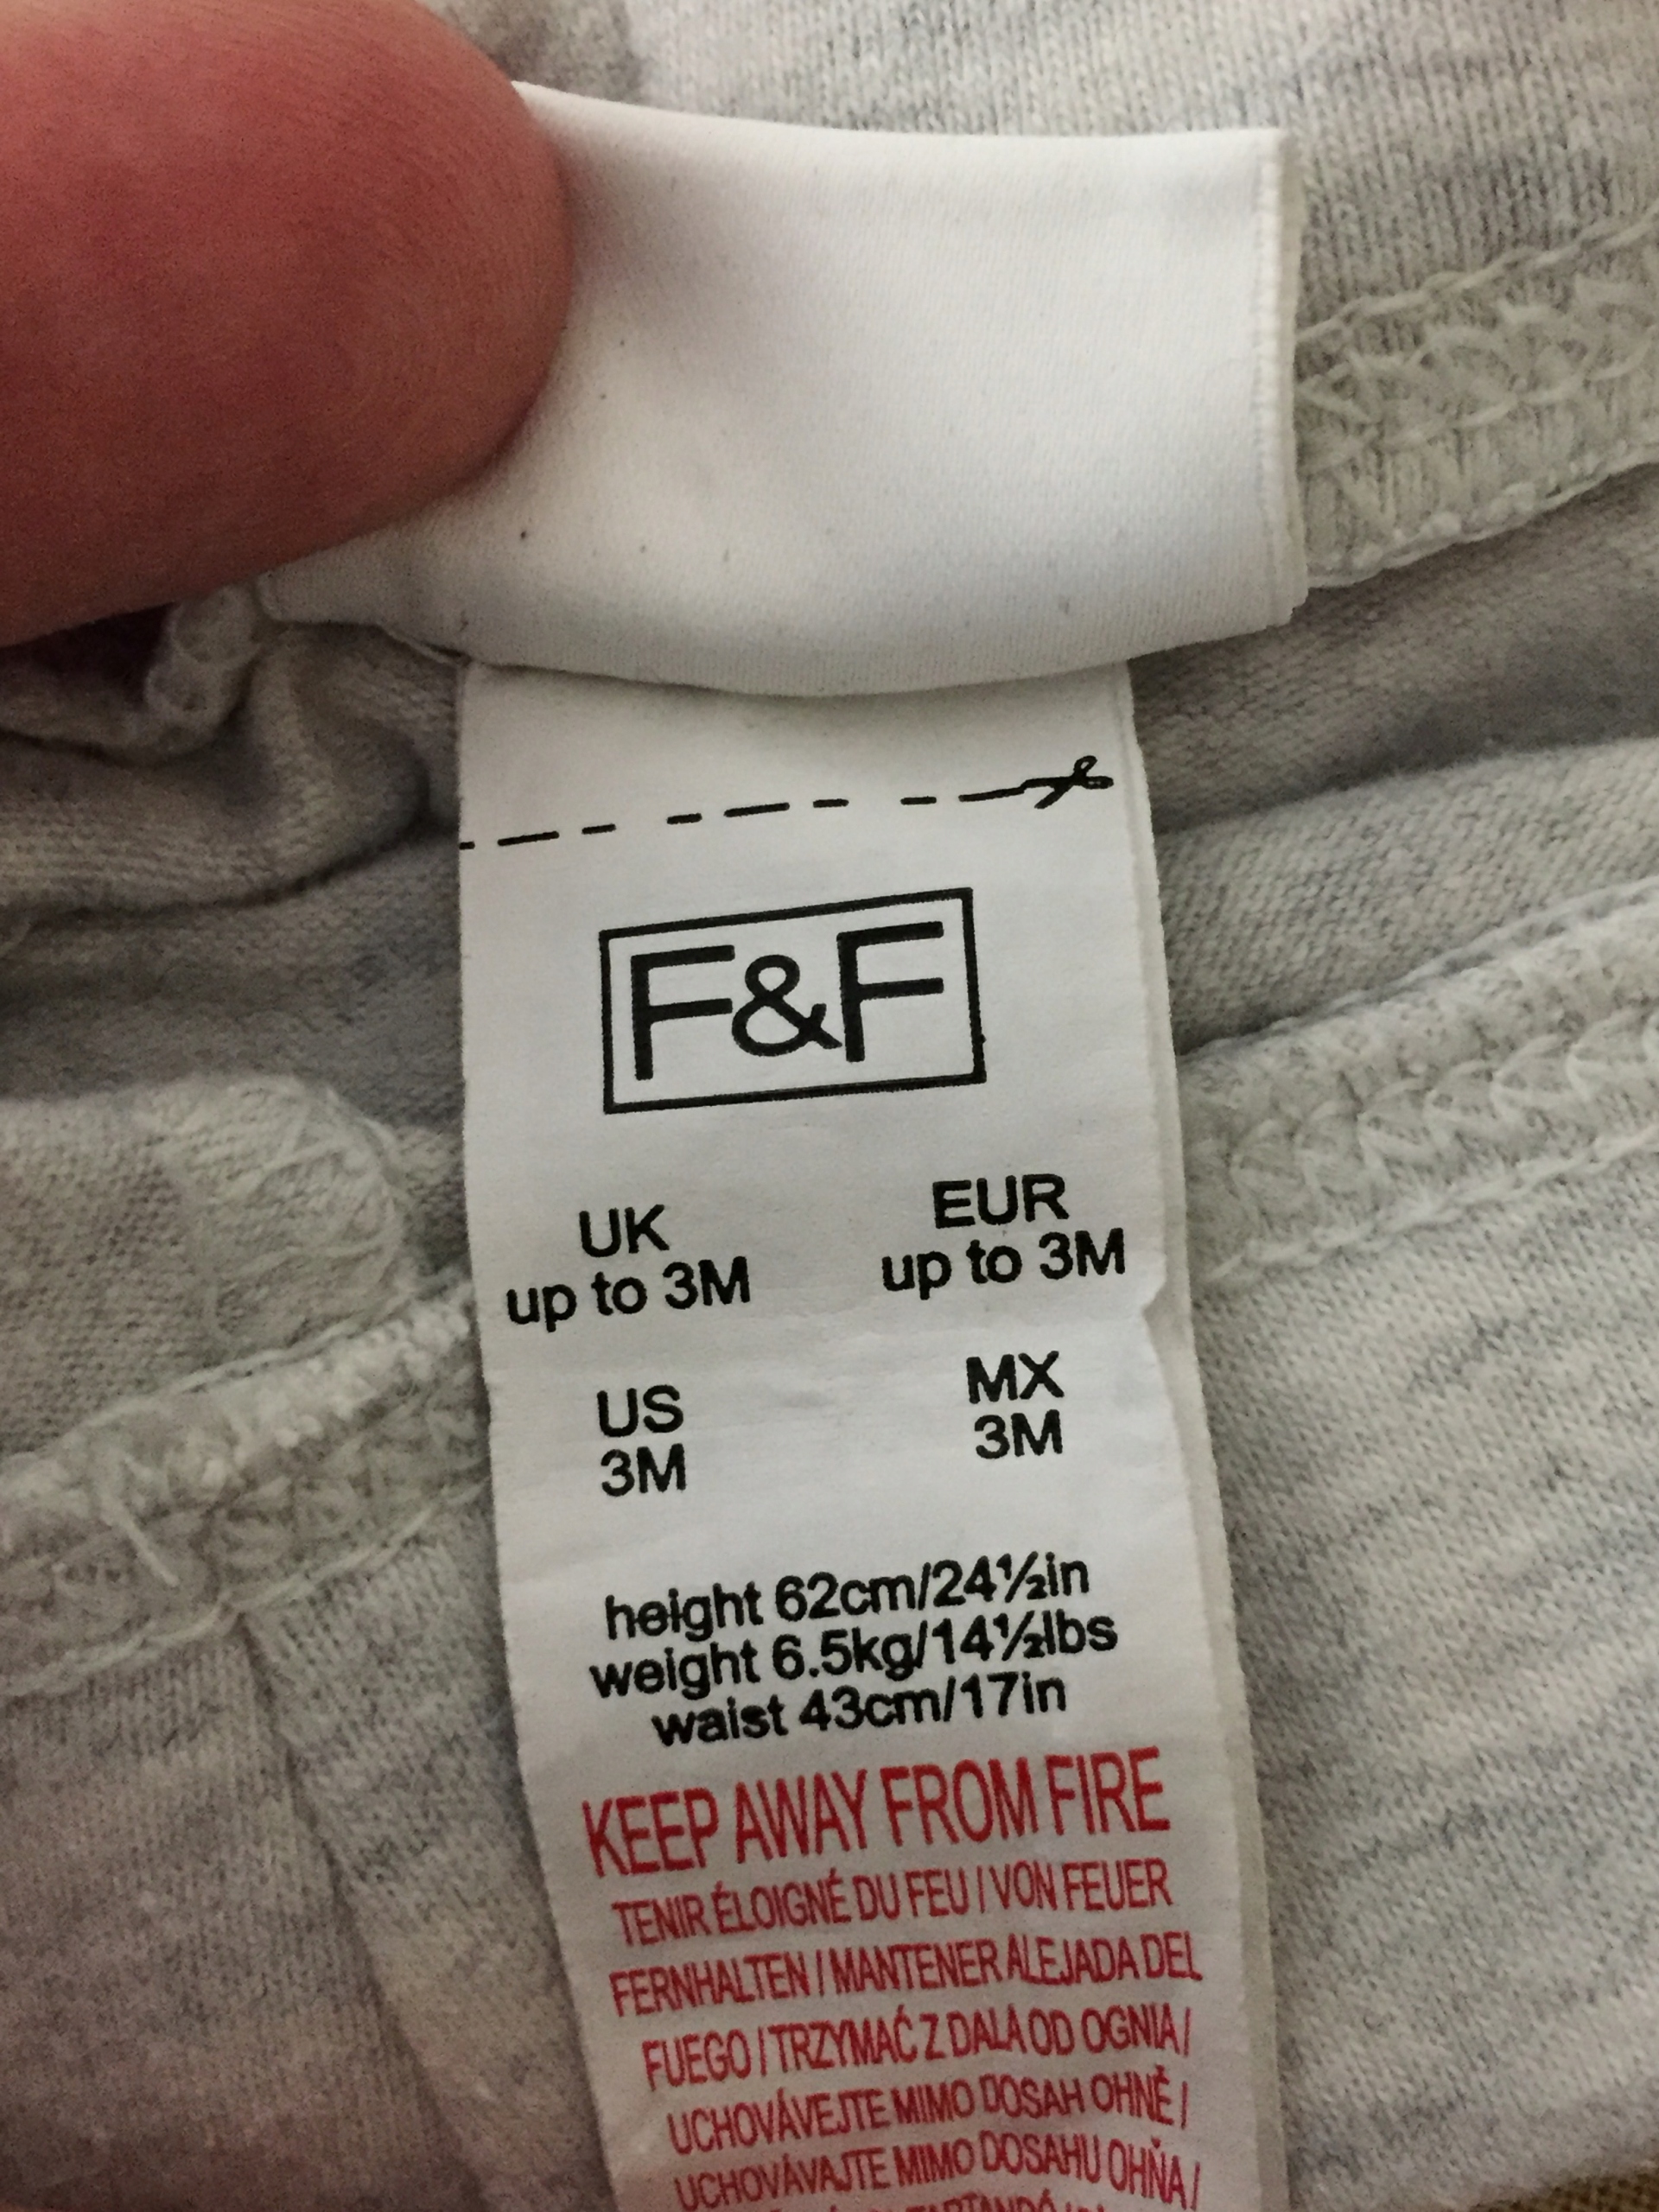 F&F
UK EUR
up to 3M up to 3M
US MX
3M 3M
height 62cm/24½in
weight 6.5kg/14½lbs
waist 43cm/17in
KEEP AWAY FROM FIRE
TENIR ÉLOIGNÉ DU FEU / VON FEUER
FERNHALTEN / MANTENER ALEJADA DEL
FUEGO / TRZYMAĆ Z DALA OD OGNIA /
UCHOVÁVEJTE MIMO DOSAH OHNĚ /
UCHOVÁVAJTE MIMO DOSAHU OHŇA /